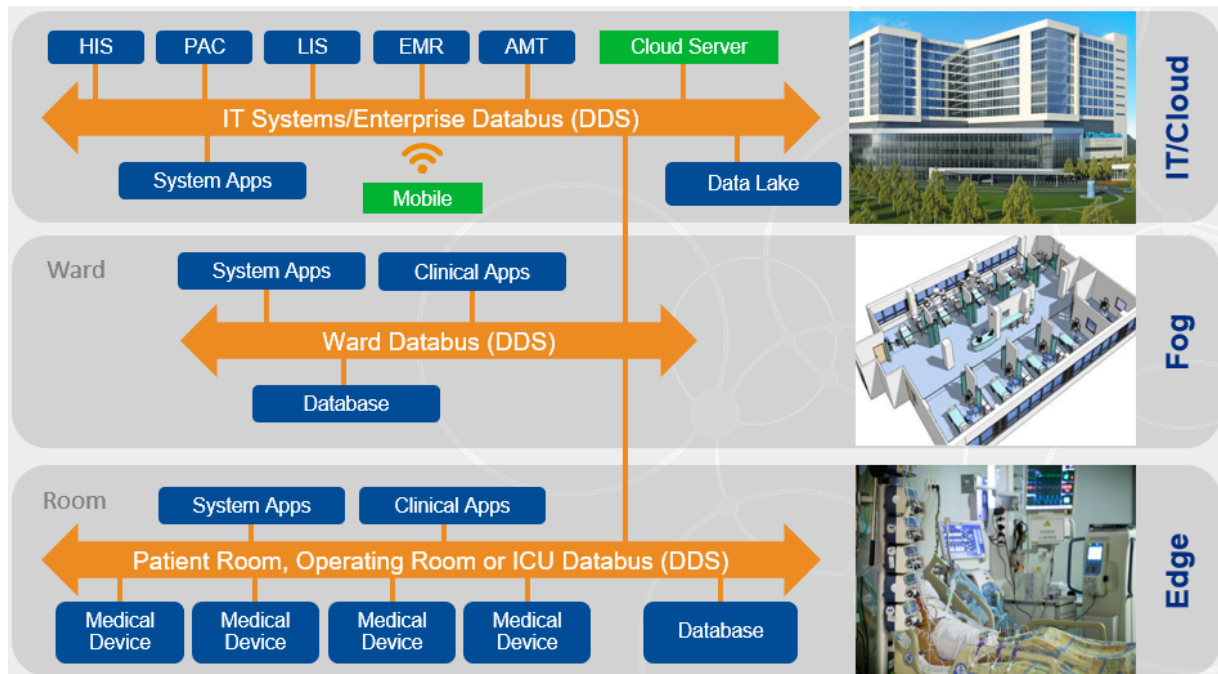 HIS
PAC
LIS
EMR
AMT
Cloud Server
IT Systems/Enterprise Databus (DDS)
System Apps
Mobile
Data Lake
IT/Cloud
Ward
System Apps
Clinical Apps
Ward Databus (DDS)
Database
Fog
Room
System Apps
Clinical Apps
Patient Room, Operating Room or ICU Databus (DDS)
Medical
Device
Medical
Device
Medical
Device
Medical
Device
Database
Edge